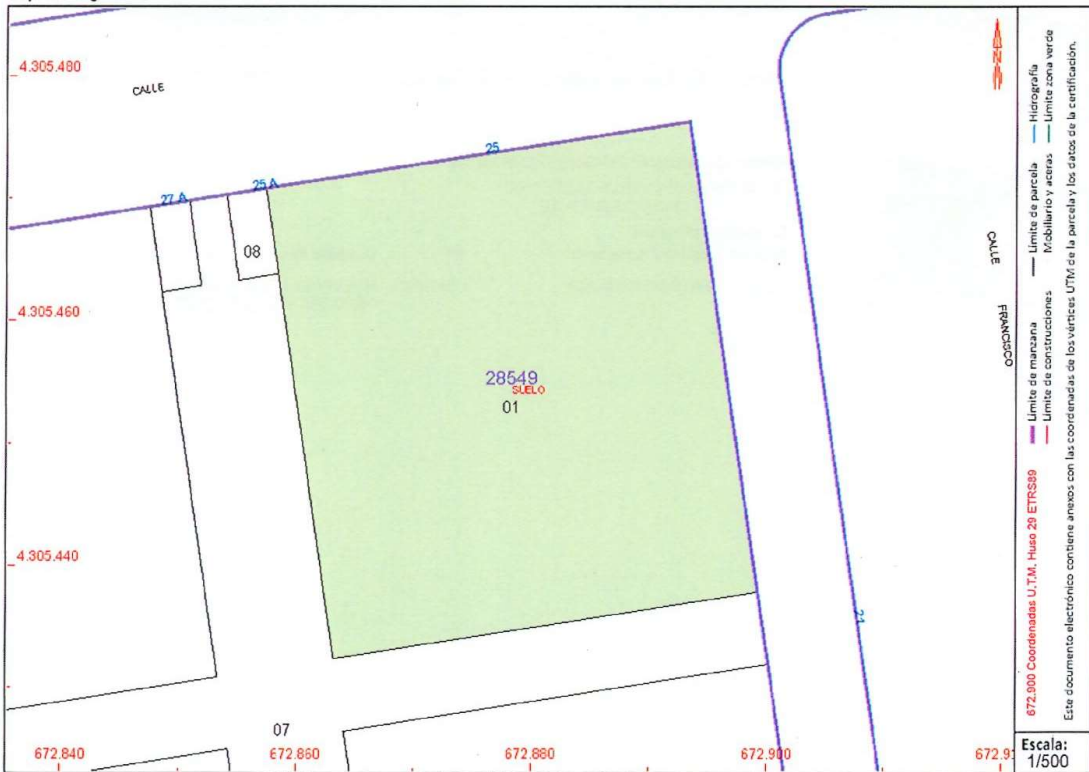 4.305.480
CALLE
25
25 A
27 A
08
4.305.460
28549
SUELO
01
CALLE
FRANCISCO
4.305.440
21
07
672.840
672.860
672.880
672.900
672.91
672.900 Coordenadas U.T.M. Huso 29 ETRS89
Límite de manzana
Límite de construcciones
Límite de parcela
Mobiliario y aceras
Hidrografía
Límite zona verde
Este documento electrónico contiene anexos con las coordenadas de los vértices UTM de la parcela y los datos de la certificación.
Escala:
1/500